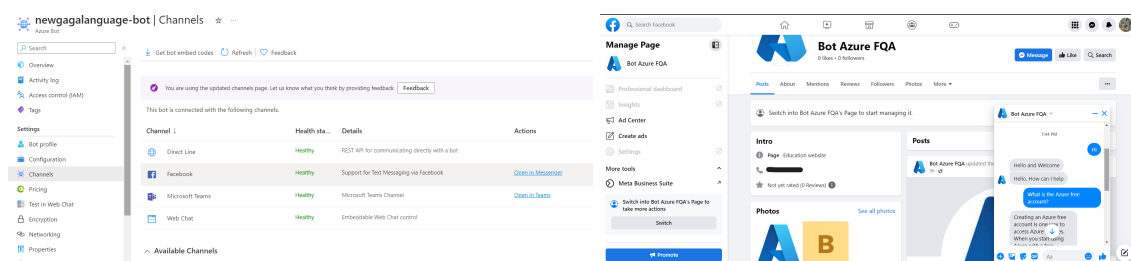 newgagalanguage-bot | Channels
Azure Bot
Search
Overview
Activity log
Access control (IAM)
Tags
Settings
Bot profile
Configuration
Channels
Pricing
Test in Web Chat
Encryption
Networking
Properties
Get bot embed codes
Refresh
Feedback
You are using the updated channels page. Let us know what you think by providing feedback
Feedback
This bot is connected with the following channels.
Channel ↓ Health sta... Details Actions
Direct Line Healthy REST API for communicating directly with a bot
Facebook Healthy Support for Text Messaging via Facebook Open in Messenger
Microsoft Teams Healthy Microsoft Teams Channel Open in Teams
Web Chat Healthy Embeddable Web Chat control
Available Channels
Search Facebook
Manage Page
Bot Azure FQA
Professional dashboard
Insights
Ad Center
Create ads
Settings
More tools
Meta Business Suite
Switch into Bot Azure FQA's Page to
take more actions
Switch
Promote
Bot Azure FQA
0 likes • 0 followers
Message
Like
Search
Posts About Mentions Reviews Followers Photos More
Switch into Bot Azure FQA's Page to start managing it.
Intro
Page · Education website
Not yet rated (0 Reviews)
Photos
See all photos
B
Posts
Bot Azure FQA updated the
Bot Azure FQA
7:34 PM
Hi
Hello and Welcome
Hello, How can I help
What is the Azure free
account?
Creating an Azure free
account is one way to
access Azure
When you start using
Aa